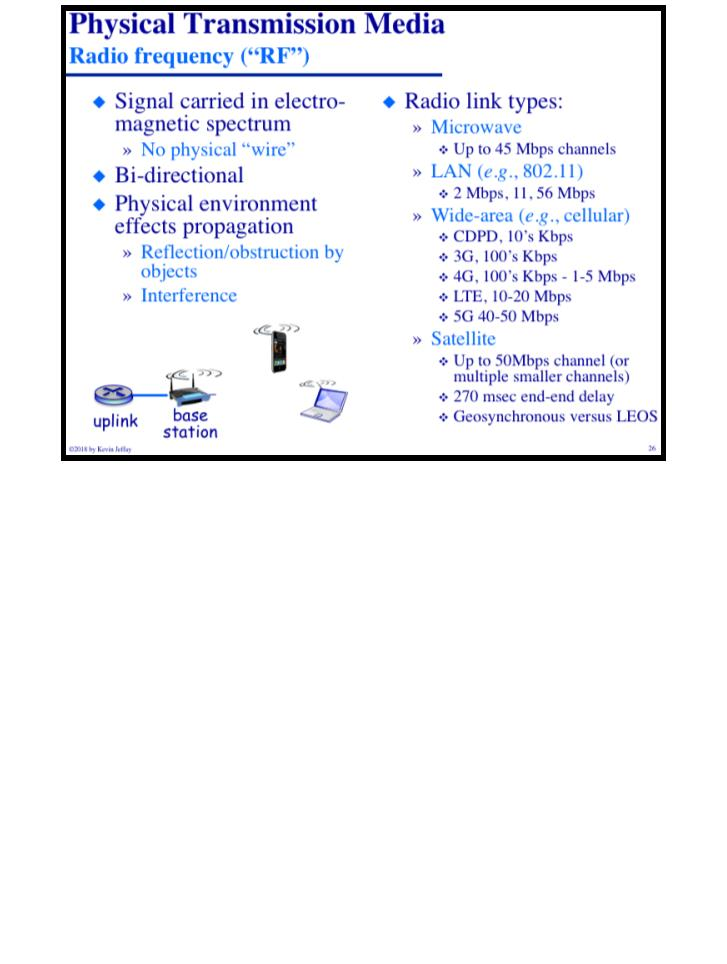 Physical Transmission Media
Radio frequency (“RF”)
◆ Signal carried in electro-
magnetic spectrum
» No physical “wire”
◆ Bi-directional
◆ Physical environment
effects propagation
» Reflection/obstruction by
objects
» Interference
uplink
base
station
◆ Radio link types:
» Microwave
❖ Up to 45 Mbps channels
» LAN (e.g., 802.11)
❖ 2 Mbps, 11, 56 Mbps
» Wide-area (e.g., cellular)
❖ CDPD, 10’s Kbps
❖ 3G, 100’s Kbps
❖ 4G, 100’s Kbps - 1-5 Mbps
❖ LTE, 10-20 Mbps
❖ 5G 40-50 Mbps
» Satellite
❖ Up to 50Mbps channel (or
multiple smaller channels)
❖ 270 msec end-end delay
❖ Geosynchronous versus LEOS
©2018 by Kevin Jeffay
26